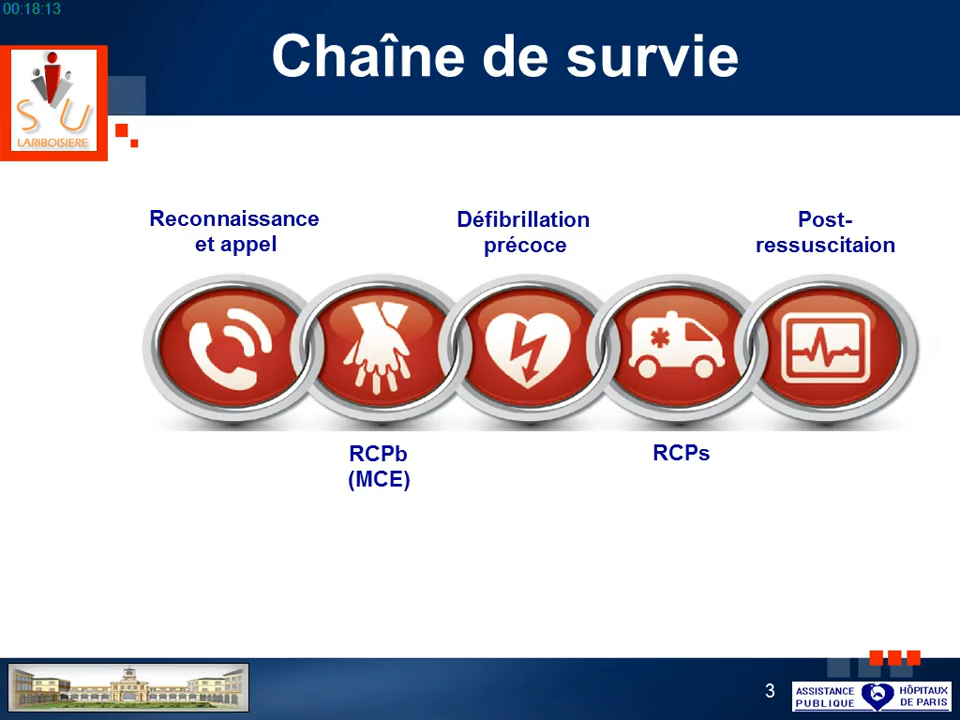 00:18:13
Chaîne de survie
S U
LARIBOISIERE
Reconnaissance
et appel
Défibrillation
précoce
Post-
ressuscitaion
RCPb
(MCE)
RCPs
3
ASSISTANCE
PUBLIQUE
HÔPITAUX
DE PARIS